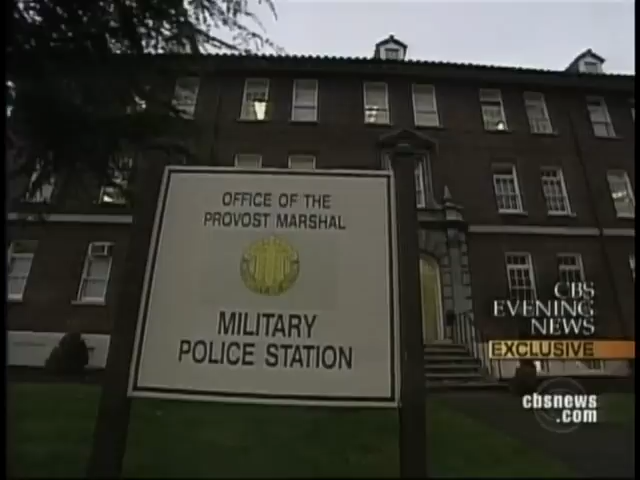 OFFICE OF THE
PROVOST MARSHAL
MILITARY
POLICE STATION
CBS
EVENING
NEWS
EXCLUSIVE
cbsnews
.com